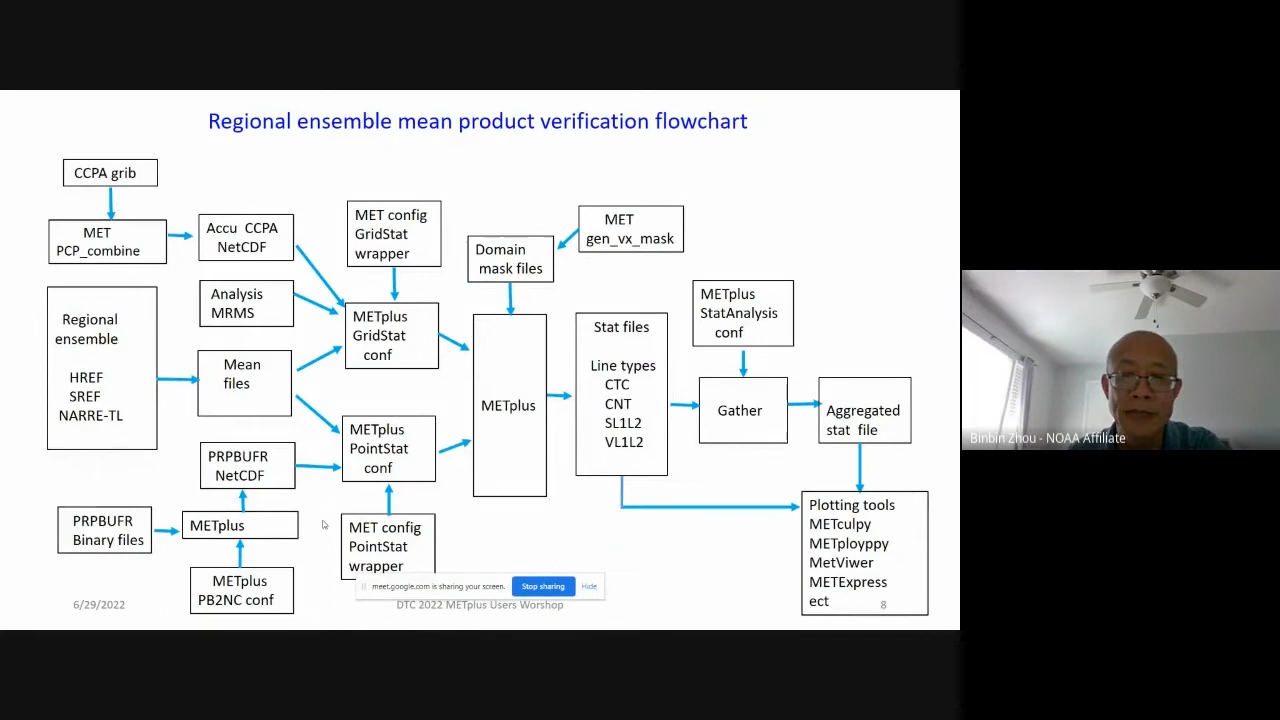 Regional ensemble mean product verification flowchart
CCPA grib
MET
PCP_combine
Accu CCPA
NetCDF
MET config
GridStat
wrapper
MET
gen_vx_mask
Domain
mask files
Analysis
MRMS
METplus
GridStat
conf
METplus
StatAnalysis
conf
Regional
ensemble
HREF
SREF
NARRE-TL
Mean
files
METplus
Stat files
Line types
CTC
CNT
SL1L2
VL1L2
Gather
Aggregated
stat file
METplus
PointStat
conf
PRPBUFR
NetCDF
PRPBUFR
Binary files
METplus
METplus
PB2NC conf
MET config
PointStat
wrapper
Plotting tools
METculpy
METployppy
MetViwer
METExpress
ect
meet.google.com is sharing your screen.
Stop sharing
Hide
6/29/2022
DTC 2022 METplus Users Worshop
8
Binbin Zhou - NOAA Affiliate